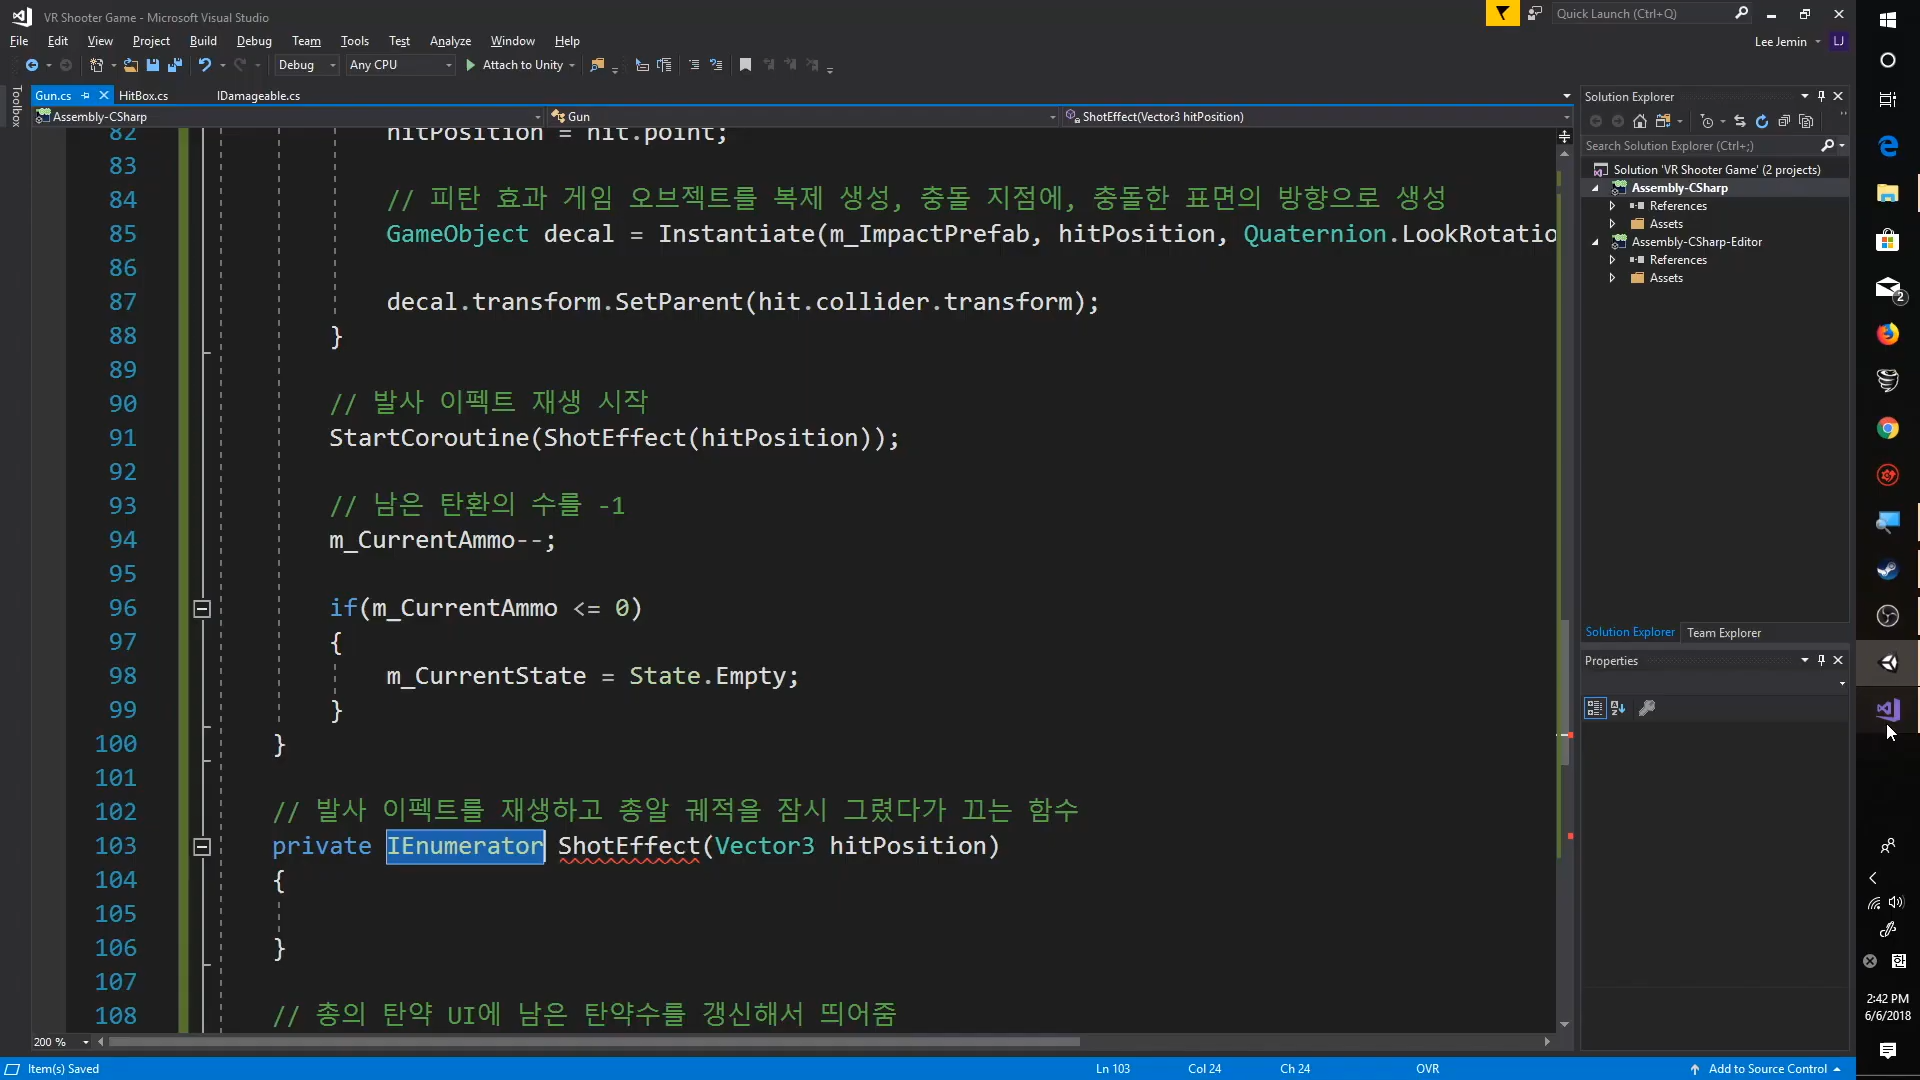 VR Shooter Game - Microsoft Visual Studio
Quick Launch (Ctrl+Q)
File Edit View Project Build Debug Team Tools Test Analyze Window Help
Lee Jemin LJ
Debug Any CPU Attach to Unity
Toolbox
Gun.cs HitBox.cs IDamageable.cs
Assembly-CSharp Gun ShotEffect(Vector3 hitPosition)
82 hitPosition = hit.point;
83
84 // 피탄 효과 게임 오브젝트를 복제 생성, 충돌 지점에, 충돌한 표면의 방향으로 생성
85 GameObject decal = Instantiate(m_ImpactPrefab, hitPosition, Quaternion.LookRotatio
86
87 decal.transform.SetParent(hit.collider.transform);
88 }
89
90 // 발사 이펙트 재생 시작
91 StartCoroutine(ShotEffect(hitPosition));
92
93 // 남은 탄환의 수를 -1
94 m_CurrentAmmo--;
95
96 if(m_CurrentAmmo <= 0)
97 {
98 m_CurrentState = State.Empty;
99 }
100 }
101
102 // 발사 이펙트를 재생하고 총알 궤적을 잠시 그렸다가 끄는 함수
103 private IEnumerator ShotEffect(Vector3 hitPosition)
104 {
105
106 }
107
108 // 총의 탄약 UI에 남은 탄약수를 갱신해서 띄어줌
200 %
Solution Explorer
Search Solution Explorer (Ctrl+;)
Solution 'VR Shooter Game' (2 projects)
Assembly-CSharp
References
Assets
Assembly-CSharp-Editor
References
Assets
Solution Explorer Team Explorer
Properties
2
한
2:42 PM
6/6/2018
Item(s) Saved Ln 103 Col 24 Ch 24 OVR Add to Source Control